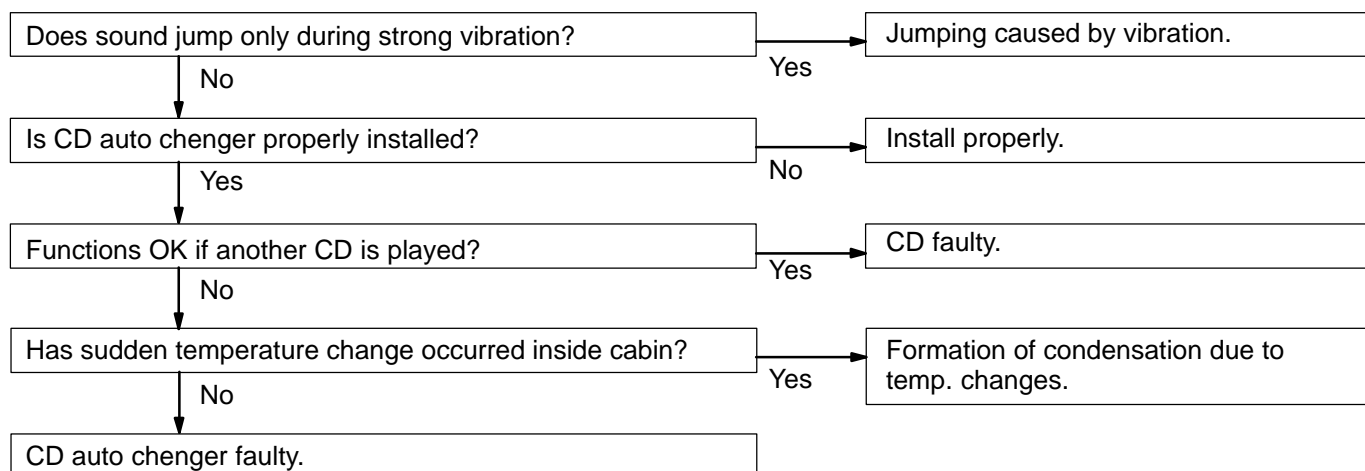 Does sound jump only during strong vibration?
Jumping caused by vibration.
Yes
No
Is CD auto chenger properly installed?
Install properly.
No
Yes
Functions OK if another CD is played?
CD faulty.
Yes
No
Has sudden temperature change occurred inside cabin?
Formation of condensation due to
temp. changes.
Yes
No
CD auto chenger faulty.